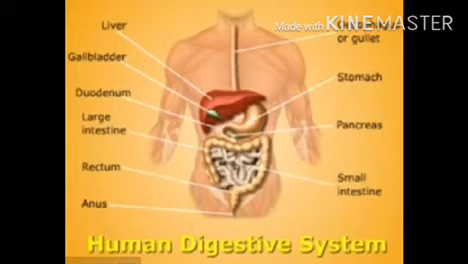 Made with KINEMASTER
Liver
or gullet
Gallbladder
Stomach
Duodenum
Large
intestine
Pancreas
Rectum
Small
intestine
Anus
Human Digestive System